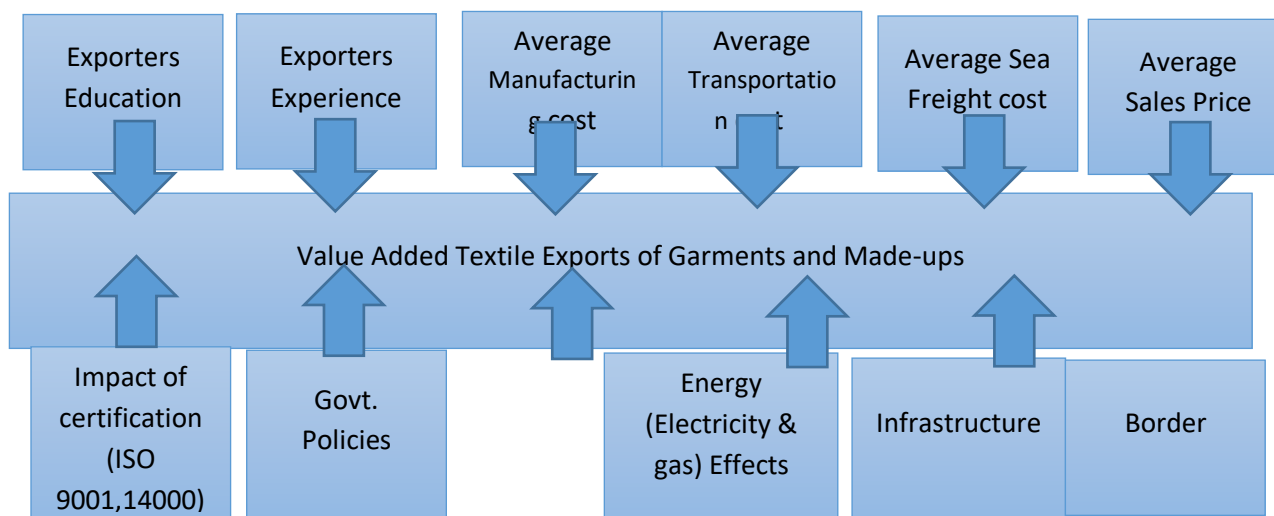 Exporters
Education
Exporters
Experience
Average
Manufacturin
g cost
Average
Transportatio
n
Average Sea
Freight cost
Average
Sales Price
Value Added Textile Exports of Garments and Made-ups
Impact of
certification
(ISO
9001,14000)
Govt.
Policies
Energy
(Electricity &
gas) Effects
Infrastructure
Border